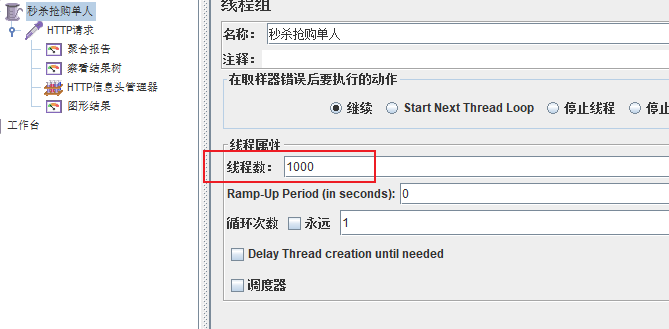 秒杀抢购单人
HTTP请求
聚合报告
察看结果树
HTTP信息头管理器
图形结果
工作台
线程组
名称: 秒杀抢购单人
注释:
在取样器错误后要执行的动作
继续 Start Next Thread Loop 停止线程 停止
线程属性
线程数: 1000
Ramp-Up Period (in seconds): 0
循环次数 永远 1
Delay Thread creation until needed
调度器